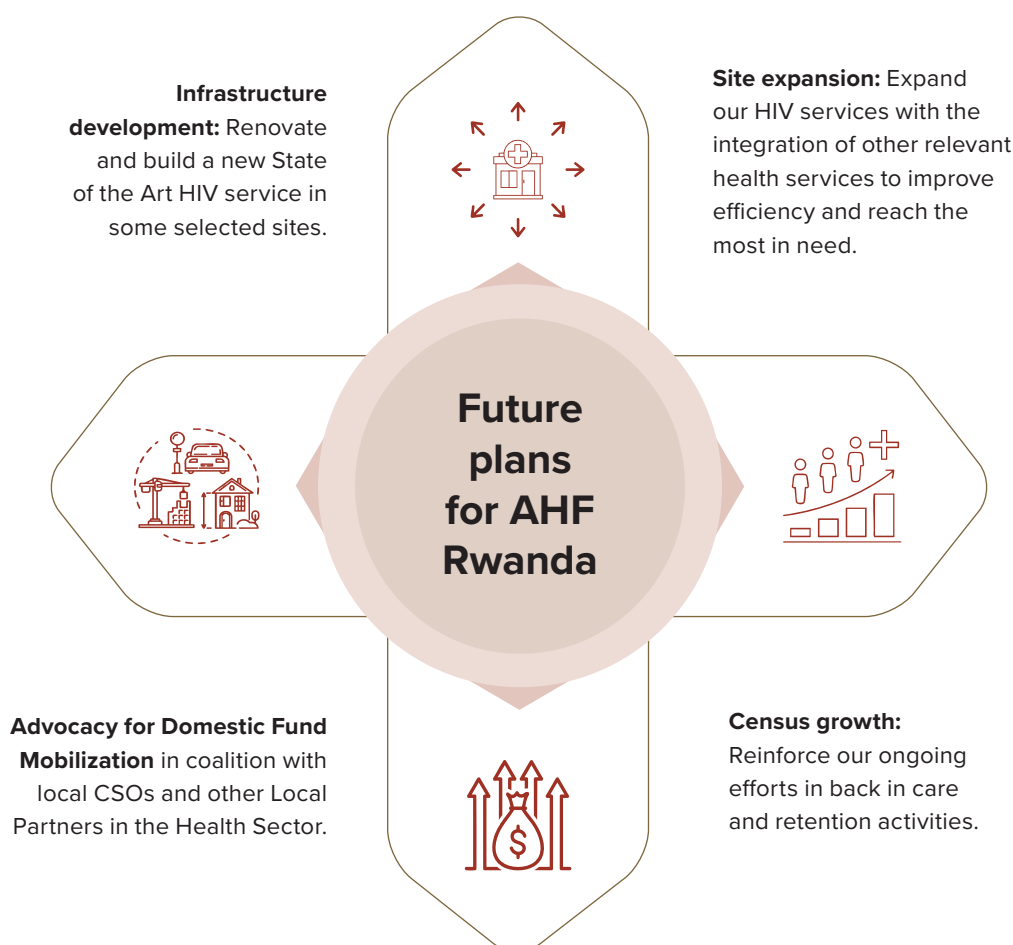 Infrastructure
development: Renovate
and build a new State
of the Art HIV service in
some selected sites.
Site expansion: Expand
our HIV services with the
integration of other relevant
health services to improve
efficiency and reach the
most in need.
Future
plans
for AHF
Rwanda
Advocacy for Domestic Fund
Mobilization in coalition with
local CSOs and other Local
Partners in the Health Sector.
Census growth:
Reinforce our ongoing
efforts in back in care
and retention activities.
$